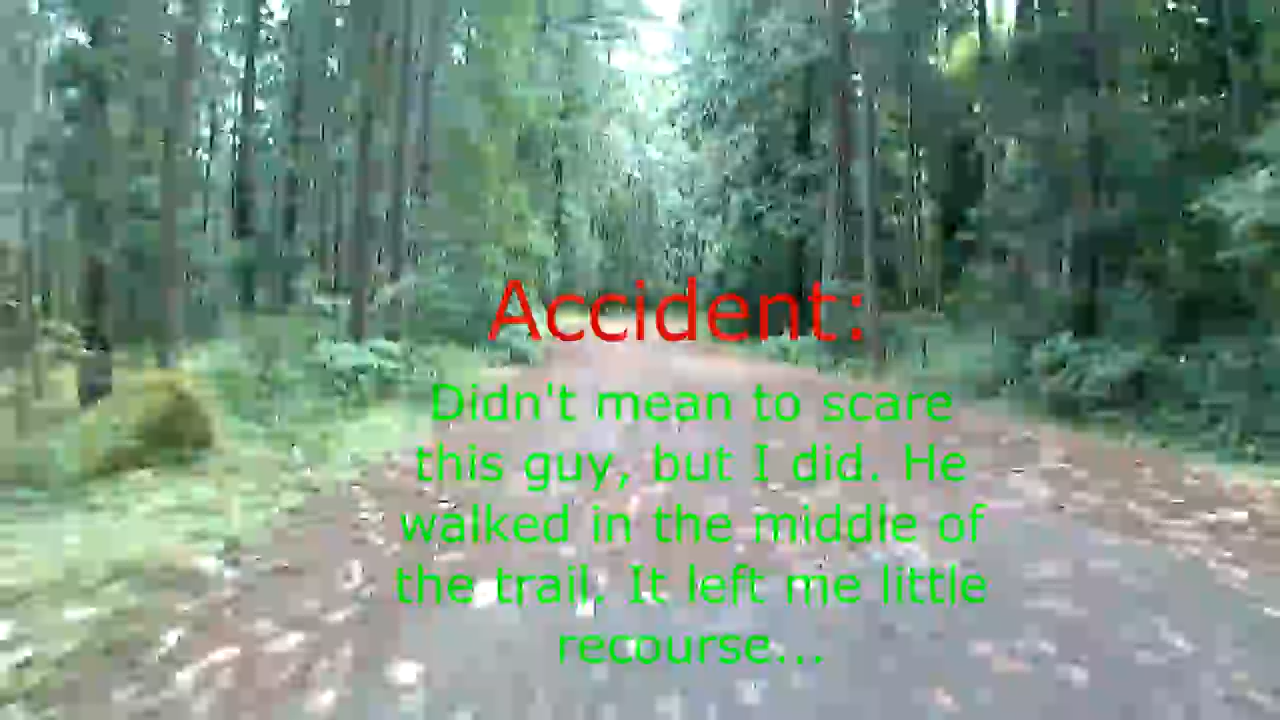 Accident:
Didn't mean to scare
this guy, but I did. He
walked in the middle of
the trail. It left me little
recourse...